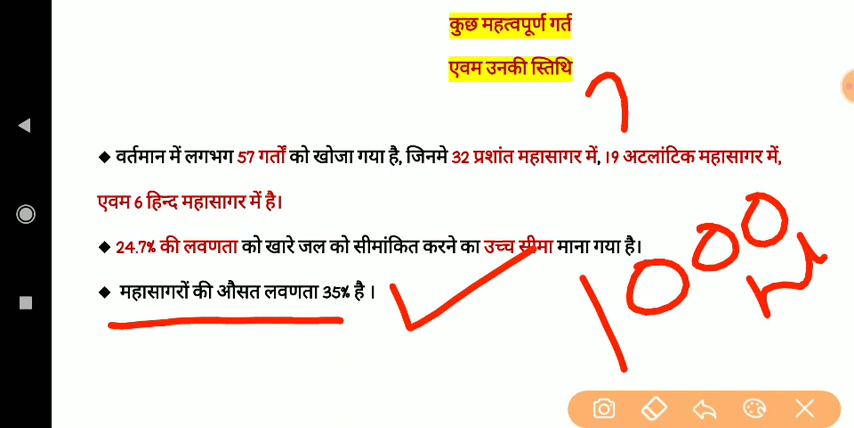 कुछ महत्वपूर्ण गर्त
एवम उनकी स्तिथि
◆ वर्तमान में लगभग 57 गर्तों को खोजा गया है, जिनमे 32 प्रशांत महासागर में, ।9 अटलांटिक महासागर में,
एवम 6 हिन्द महासागर में है।
◆ 24.7% की लवणता को खारे जल को सीमांकित करने का उच्च सीमा माना गया है।
◆ महासागरों की औसत लवणता 35% है ।
1000